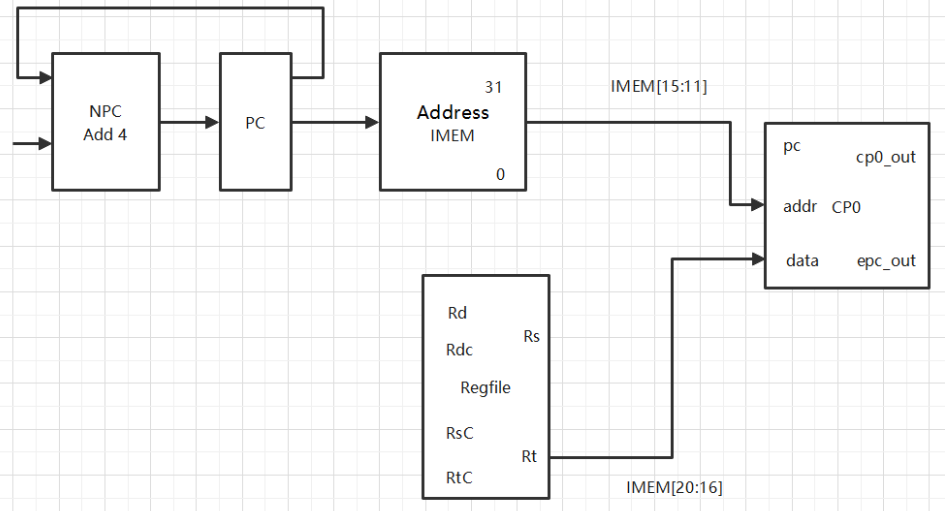 NPC
Add 4
PC
31
Address
IMEM
0
IMEM[15:11]
pc
cp0_out
addr CP0
data epc_out
Rd
Rs
Rdc
Regfile
RsC
Rt
RtC
IMEM[20:16]